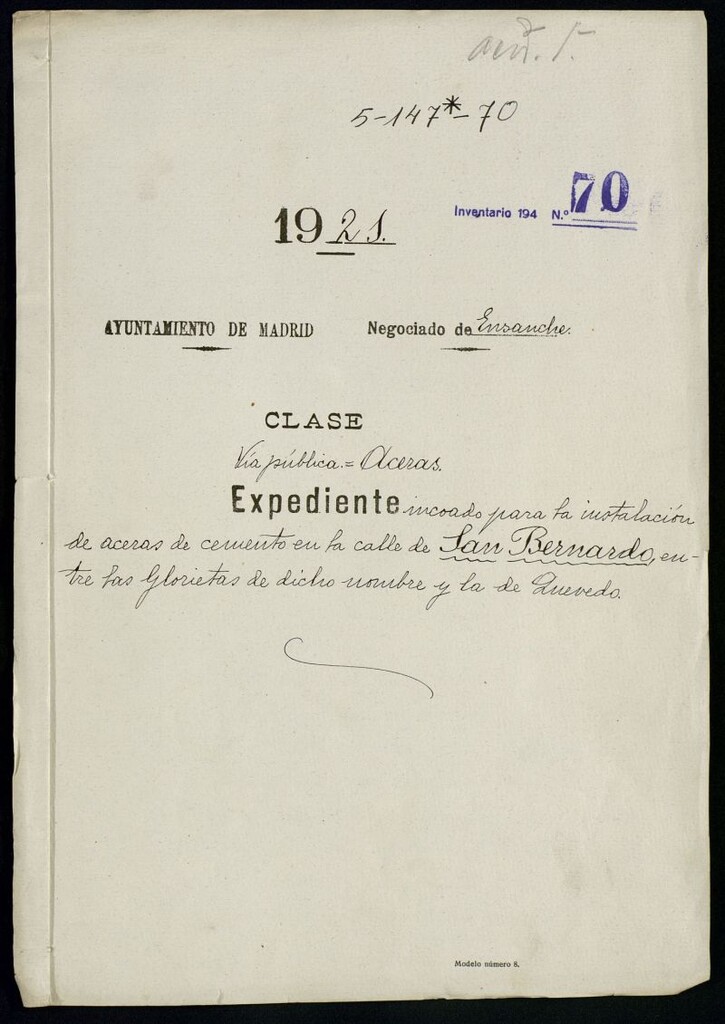 5-147*-70
Inventario 194 N.º 70
1921.
AYUNTAMIENTO DE MADRID Negociado de Ensanche.
CLASE
Vía pública.= Aceras.
Expediente incoado para la instalación
de aceras de cemento en la calle de San Bernardo, en-
tre las Glorietas de dicho nombre y la de Quevedo.
Modelo número 8.